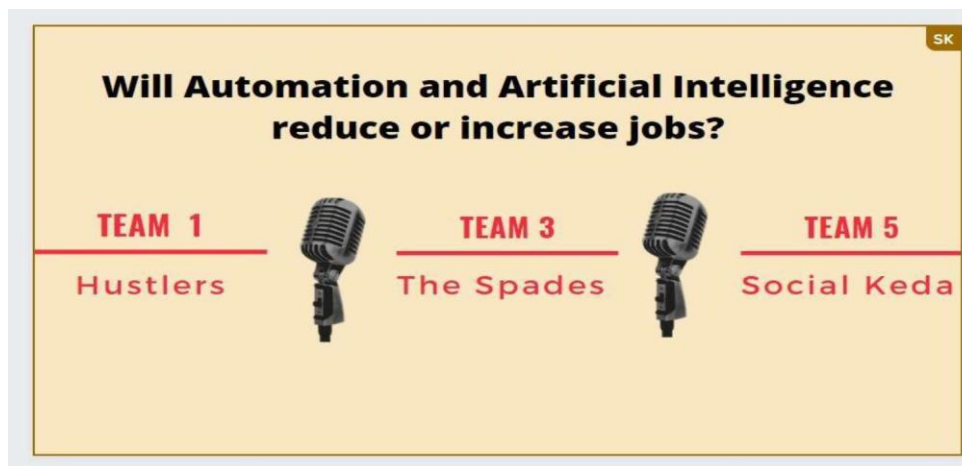 SK
Will Automation and Artificial Intelligence
reduce or increase jobs?
TEAM 1
Hustlers
TEAM 3
The Spades
TEAM 5
Social Keda